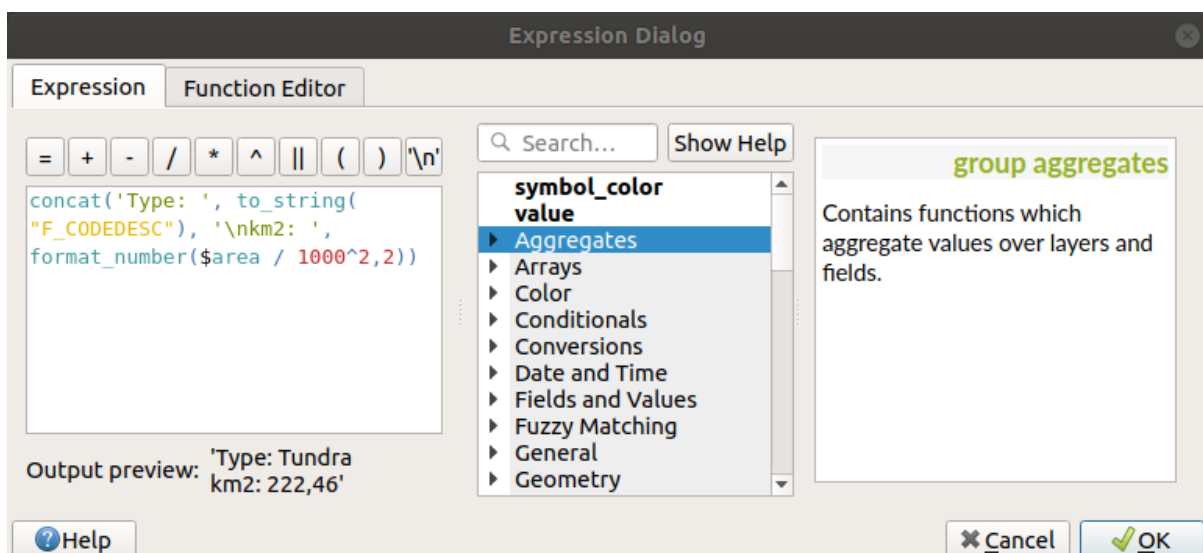 Expression Dialog
Expression
Function Editor
= + - / * ^ || ( ) '\n'
concat('Type: ', to_string(
"F_CODEDESC"), '\nkm2: ',
format_number($area / 1000^2,2))
Output preview: 'Type: Tundra
km2: 222,46'
Search...
Show Help
symbol_color
value
Aggregates
Arrays
Color
Conditionals
Conversions
Date and Time
Fields and Values
Fuzzy Matching
General
Geometry
group aggregates
Contains functions which
aggregate values over layers and
fields.
Help
Cancel
OK